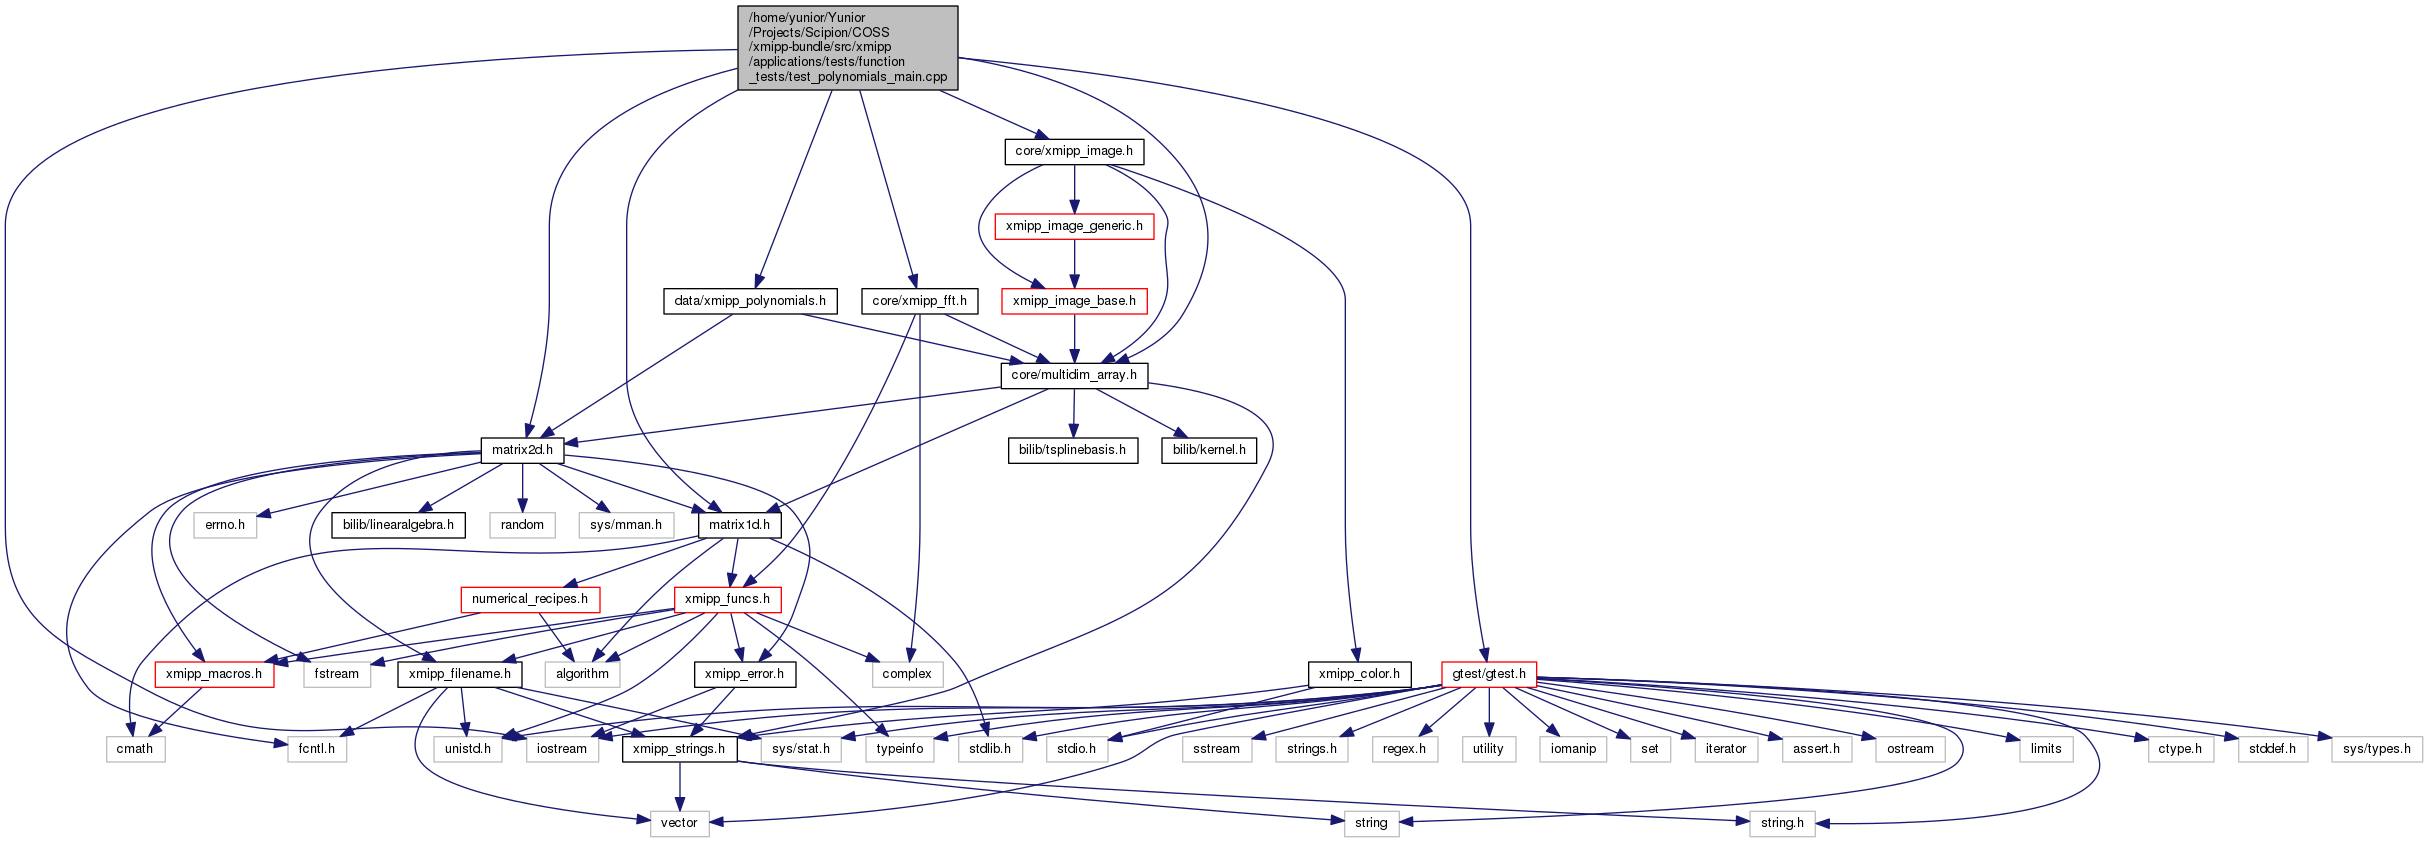 /home/yunior/Yunior
/Projects/Scipion/COSS
/xmipp-bundle/src/xmipp
/applications/tests/function
_tests/test_polynomials_main.cpp
core/xmipp_image.h
xmipp_image_generic.h
data/xmipp_polynomials.h
core/xmipp_fft.h
xmipp_image_base.h
core/multidim_array.h
matrix2d.h
bilib/tsplinebasis.h
bilib/kernel.h
errno.h
bilib/linearalgebra.h
random
sys/mman.h
matrix1d.h
numerical_recipes.h
xmipp_funcs.h
xmipp_macros.h
fstream
xmipp_filename.h
algorithm
xmipp_error.h
complex
xmipp_color.h
gtest/gtest.h
cmath
fcntl.h
unistd.h
iostream
xmipp_strings.h
sys/stat.h
typeinfo
stdlib.h
stdio.h
sstream
strings.h
regex.h
utility
iomanip
set
iterator
assert.h
ostream
limits
ctype.h
stddef.h
sys/types.h
vector
string
string.h